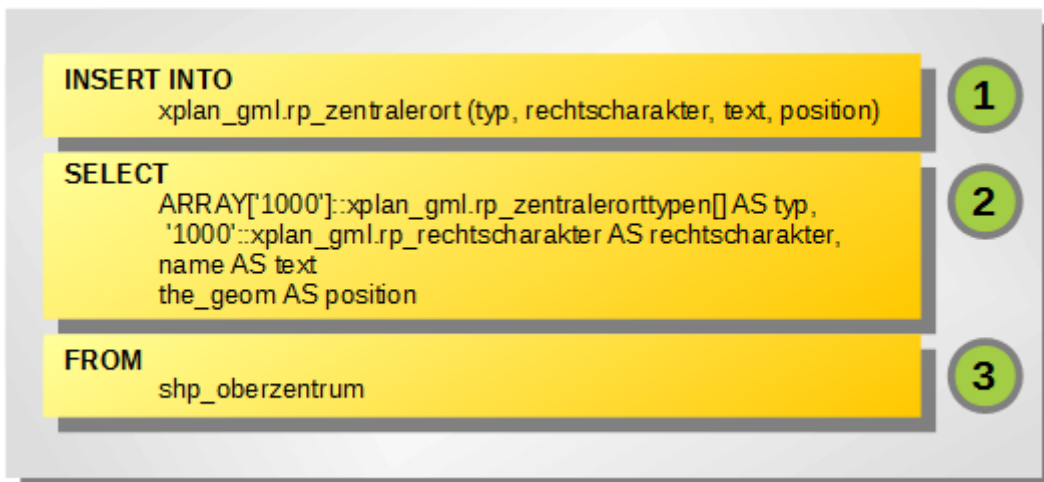 INSERT INTO
xplan_gml.rp_zentralerort (typ, rechtscharakter, text, position)
1
SELECT
ARRAY['1000']::xplan_gml.rp_zentralerorttypen[] AS typ,
'1000'::xplan_gml.rp_rechtscharakter AS rechtscharakter,
name AS text
the_geom AS position
2
FROM
shp_oberzentrum
3